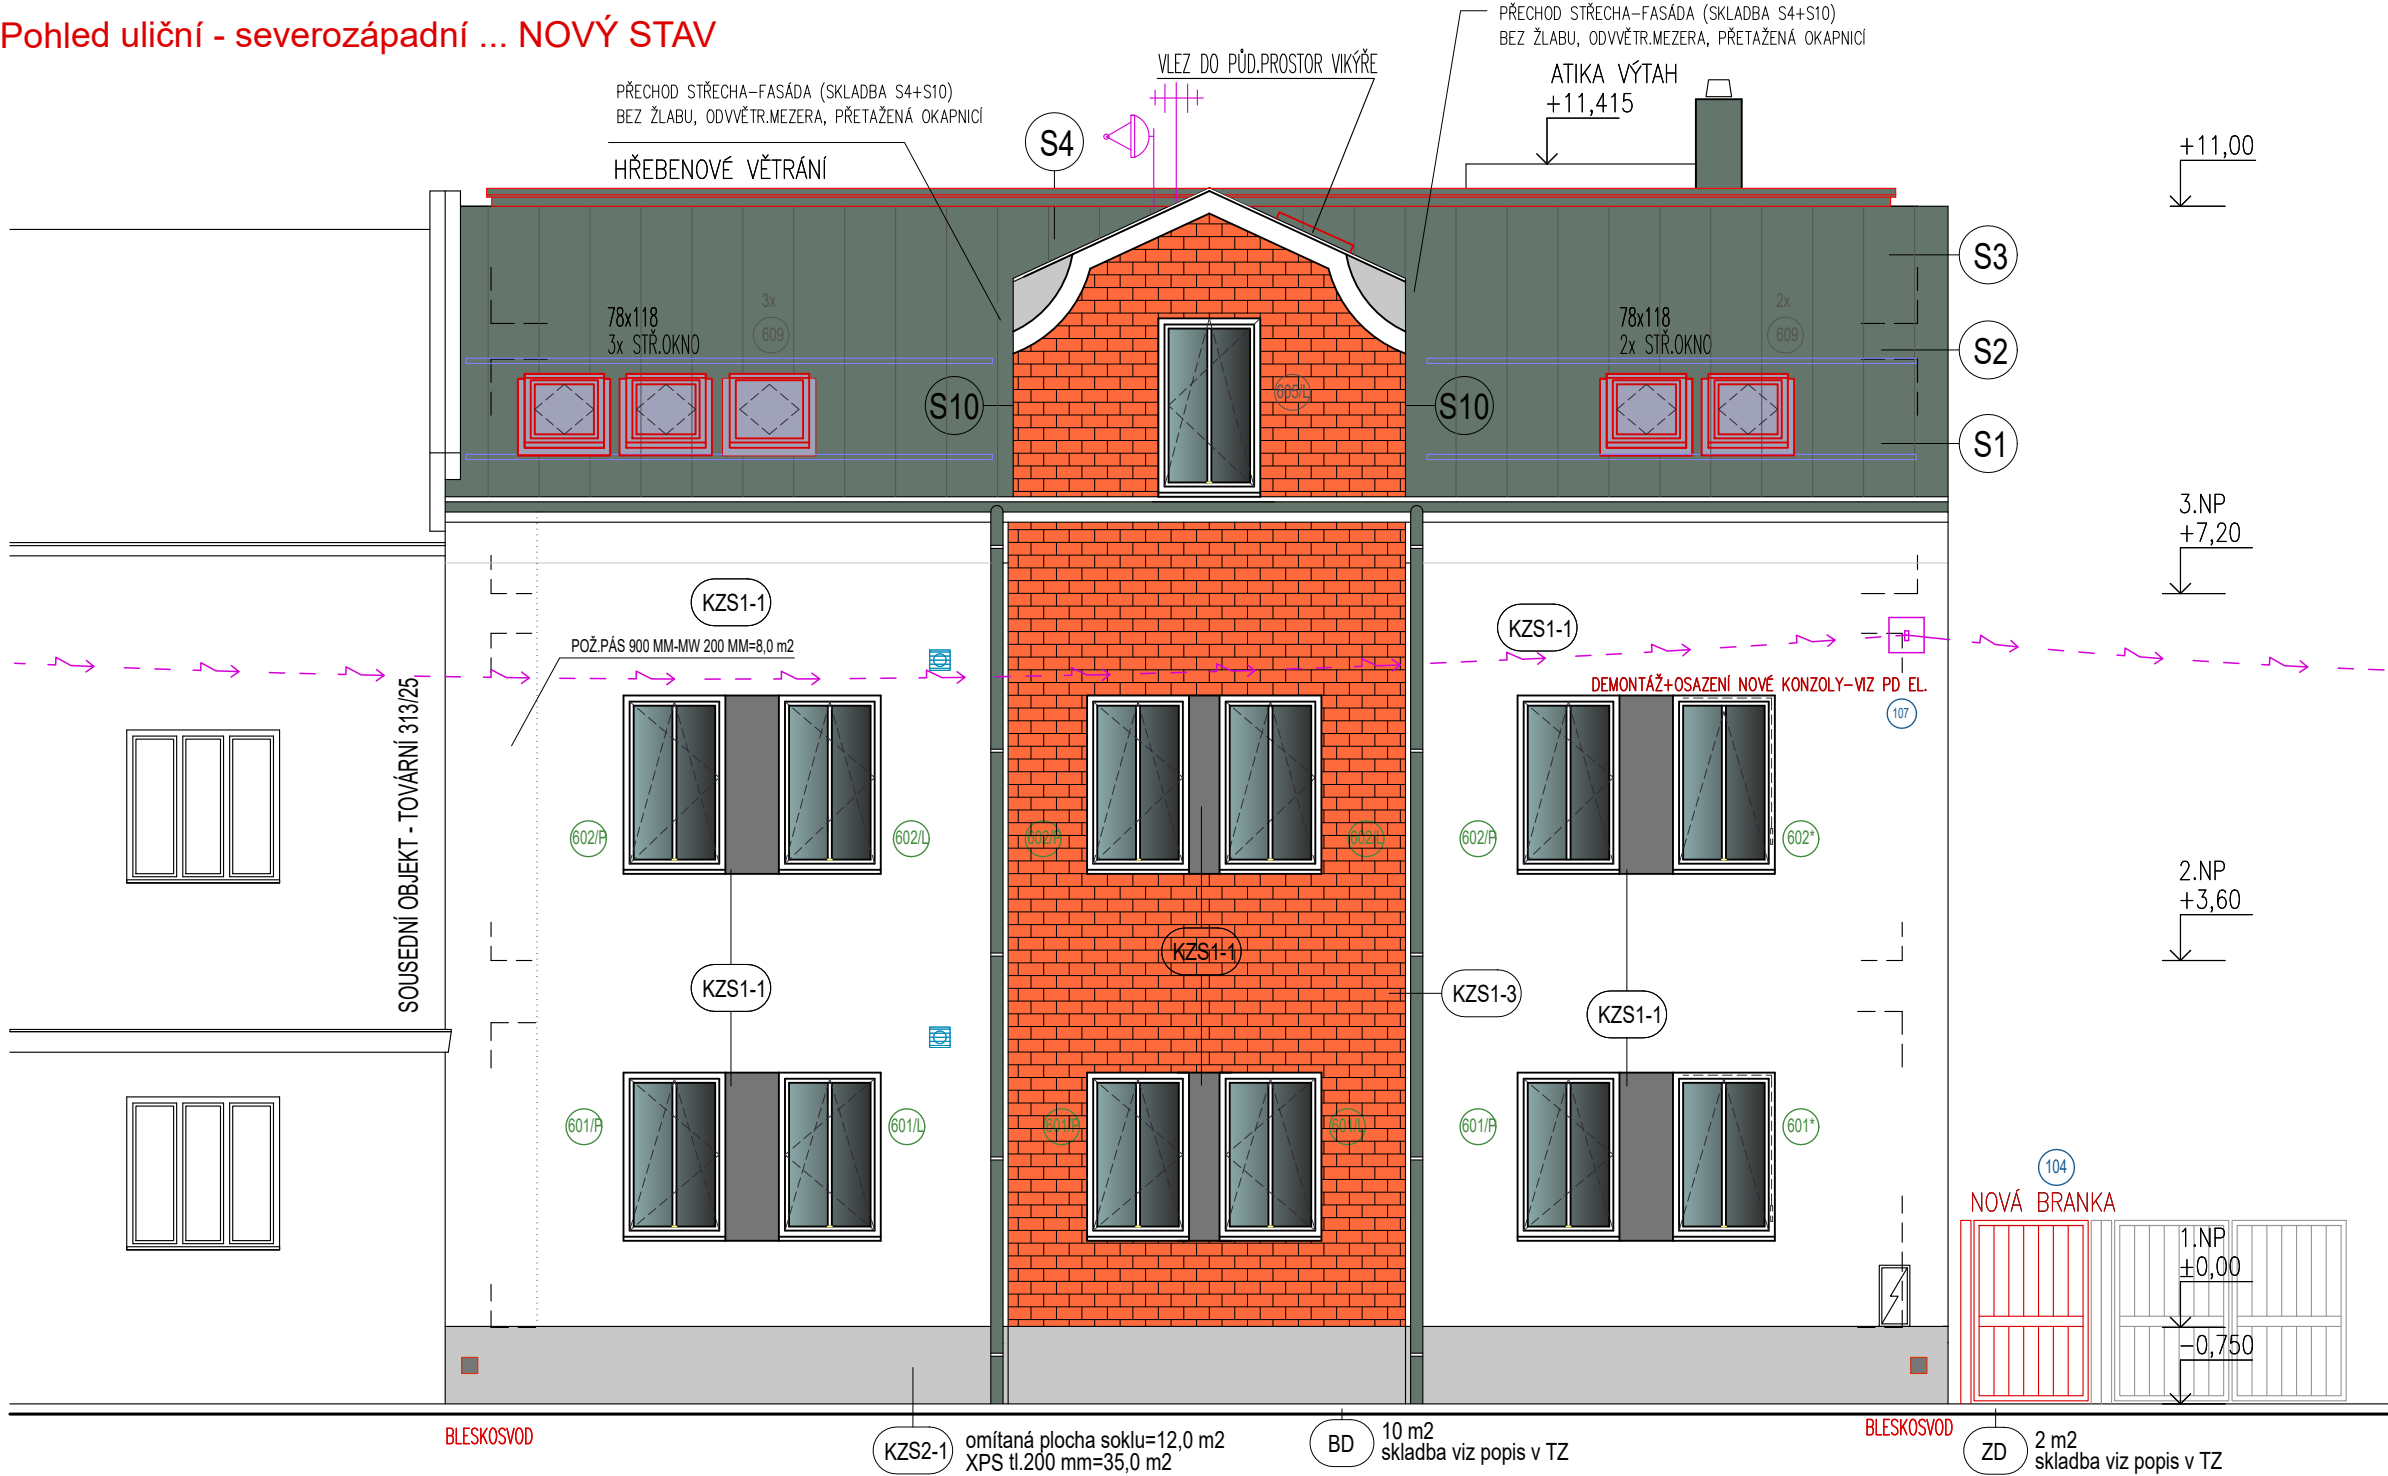 Pohled uliční - severozápadní ... NOVÝ STAV
PŘECHOD STŘECHA-FASÁDA (SKLADBA S4+S10)
BEZ ŽLABU, ODVVĚTR.MEZERA, PŘETAŽENÁ OKAPNICÍ
VLEZ DO PŮD.PROSTOR VIKÝŘE
ATIKA VÝTAH
+11,415
PŘECHOD STŘECHA-FASÁDA (SKLADBA S4+S10)
BEZ ŽLABU, ODVVĚTR.MEZERA, PŘETAŽENÁ OKAPNICÍ
HŘEBENOVÉ VĚTRÁNÍ
S4
+11,00
S3
78x118
3x STŘ.OKNO
3x
609
78x118
2x STŘ.OKNO
2x
609
S2
S10
605/L
S10
S1
3.NP
+7,20
KZS1-1
KZS1-1
POŽ.PÁS 900 MM-MW 200 MM=8,0 m2
DEMONTÁŽ+OSAZENÍ NOVÉ KONZOLY-VIZ PD EL.
107
SOUSEDNÍ OBJEKT - TOVÁRNÍ 313/25
602/P
602/L
602/P
602/L
602/P
602*
2.NP
+3,60
KZS1-1
KZS1-1
KZS1-3
KZS1-1
601/P
601/L
601/P
601/L
601/P
601*
104
NOVÁ BRANKA
1.NP
±0,00
-0,750
BLESKOSVOD
KZS2-1
omítaná plocha soklu=12,0 m2
XPS tl.200 mm=35,0 m2
BD
10 m2
skladba viz popis v TZ
BLESKOSVOD
ZD
2 m2
skladba viz popis v TZ